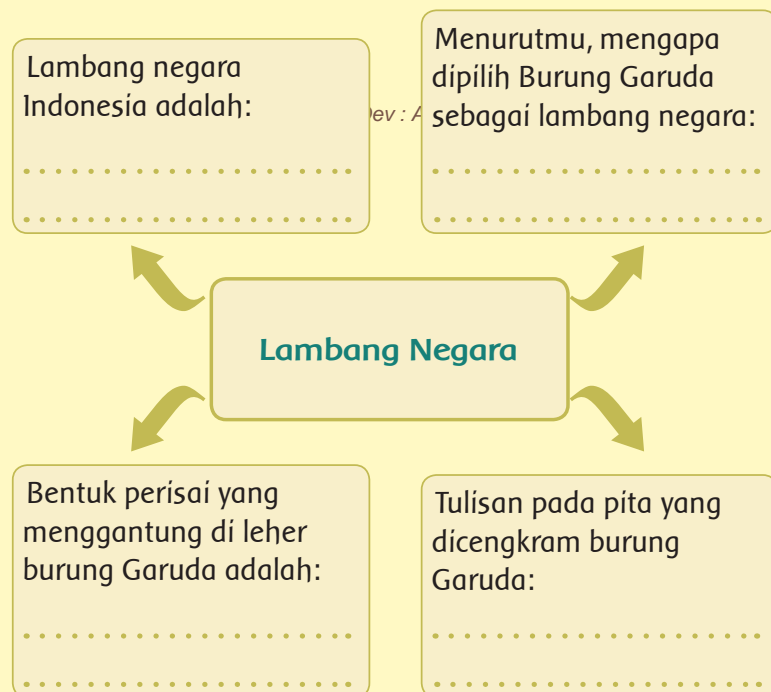 Lambang negara
Indonesia adalah:
Menurutmu, mengapa
dipilih Burung Garuda
sebagai lambang negara:
Lambang Negara
Bentuk perisai yang
menggantung di leher
burung Garuda adalah:
Tulisan pada pita yang
dicengkram burung
Garuda: